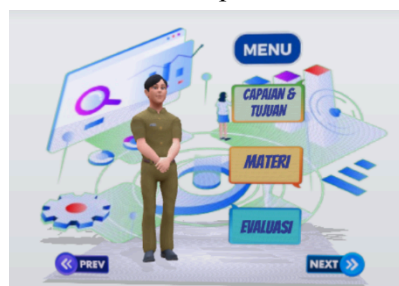 MENU
CAPAIAN &
TUJUAN
MATERI
EVALUASI
PREV
NEXT